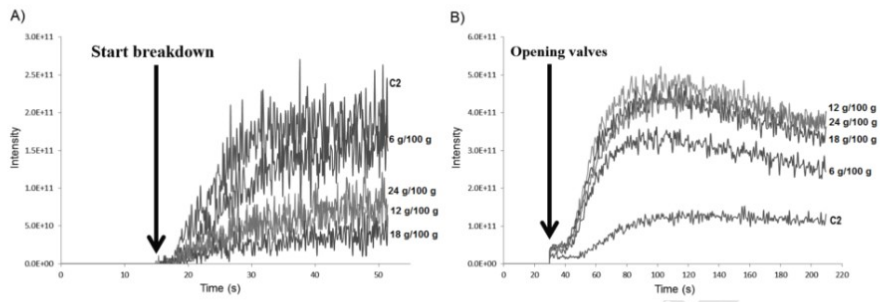 A)
Start breakdown
3.0E+11
2.5E+11
2.0E+11
1.5E+11
1.0E+11
5.0E+10
0.0E+00
Intensity
0 10 20 30 40 50
Time (s)
C2
6 g/100 g
24 g/100 g
12 g/100 g
18 g/100 g
B)
Opening valves
6.0E+11
5.0E+11
4.0E+11
3.0E+11
2.0E+11
1.0E+11
0.0E+00
Intensity
0 20 40 60 80 100 120 140 160 180 200 220
Time (s)
12 g/100 g
24 g/100 g
18 g/100 g
6 g/100 g
C2